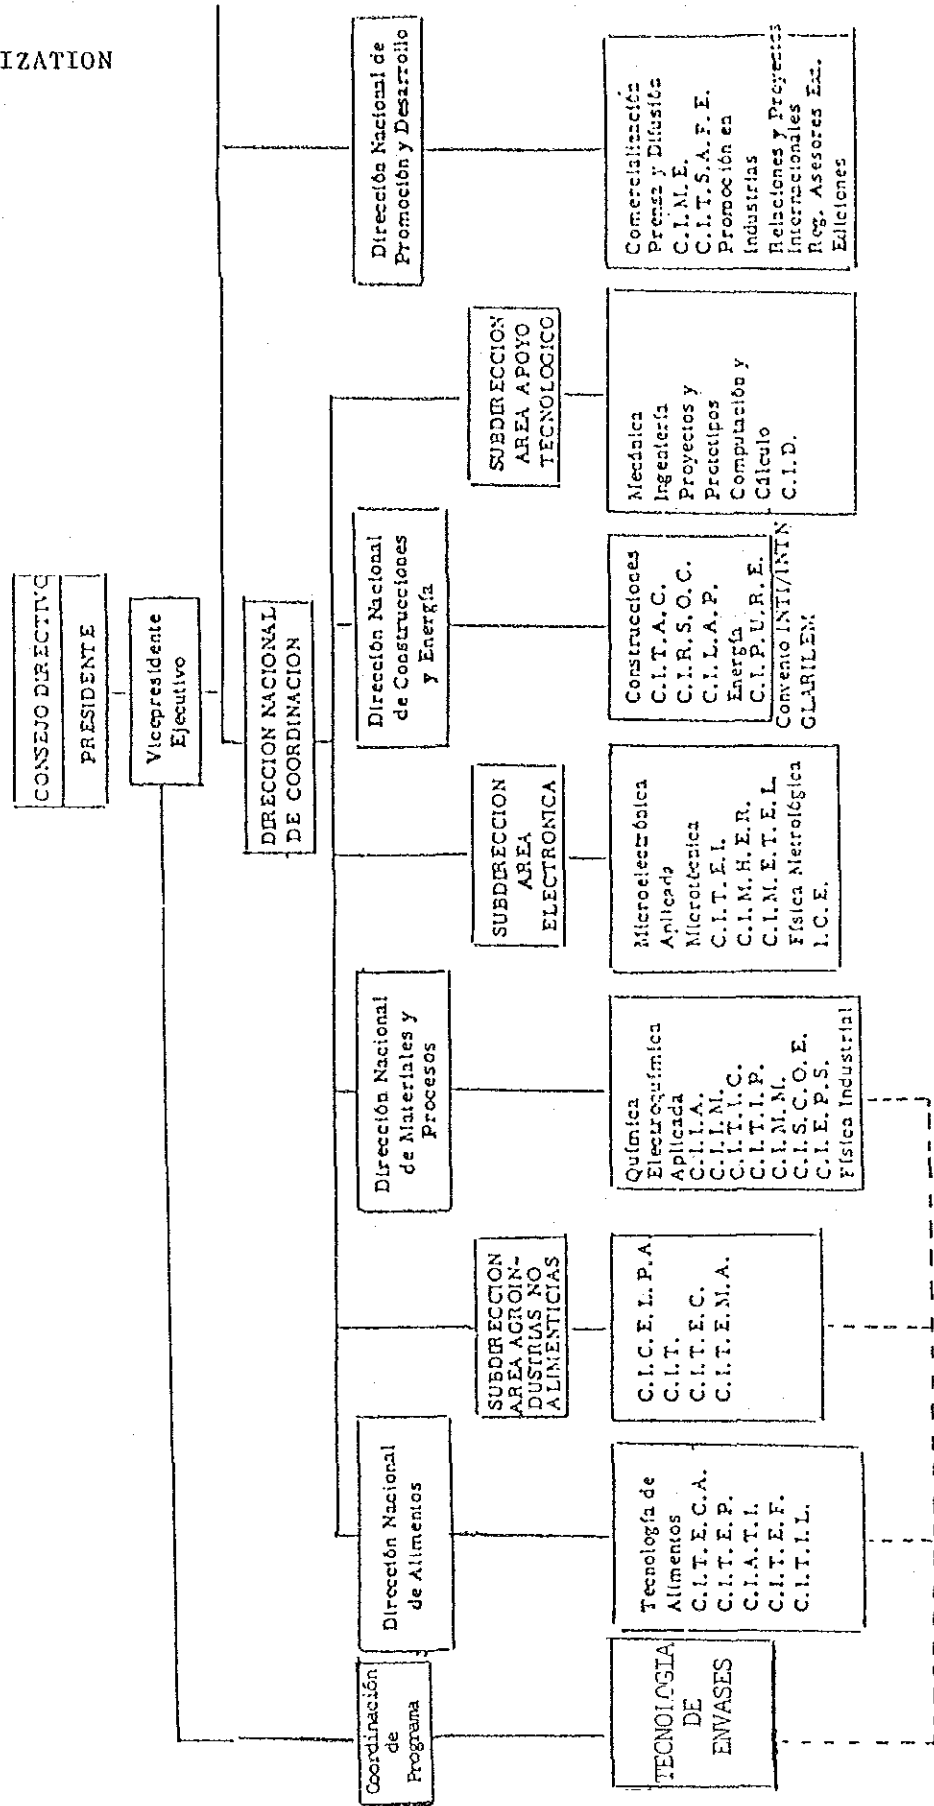 IZATION
CONSEJO DIRECTIVO
PRESIDENTE
Vicepresidente
Ejecutivo
DIRECCION NACIONAL
DE COORDINACION
Coordinación
de
Programa
Dirección Nacional
de Alimentos
SUBDIRECCION
AREA AGROIN-
DUSTRIAS NO
ALIMENTICIAS
Dirección Nacional
de Materiales y
Procesos
SUBDIRECCION
AREA
ELECTRONICA
Dirección Nacional
de Construcciones
y Energía
SUBDIRECCION
AREA APOYO
TECNOLOGICO
Dirección Nacional de
Promoción y Desarrollo
TECNOLOGIA
DE
ENVASES
Tecnología de
Alimentos
C.I.T.E.C.A.
C.I.T.E.P.
C.I.A.T.I.
C.I.T.E.F.
C.I.T.I.L.
C.I.C.E.L.P.A.
C.I.T.
C.I.T.E.C.
C.I.T.E.M.A.
Química
Electroquímica
Aplicada
C.I.I.A.
C.I.I.M.
C.I.T.I.C.
C.I.T.I.P.
C.I.M.M.
C.I.S.C.O.E.
C.I.E.P.S.
Física Industrial
Microelectrónica
Aplicada
Microtécnica
C.I.T.E.I.
C.I.M.H.E.R.
C.I.M.E.T.E.L.
Física Metrológica
I.C.E.
Construcciones
C.I.T.A.C.
C.I.R.S.O.C.
C.I.L.A.P.
Energía
C.I.P.U.R.E.
Convenio INTI/INTN
GLARILEM
Mecánica
Ingeniería
Proyectos y
Prototipos
Computación y
Cálculo
C.I.D.
Comercialización
Prensa y Difusión
C.I.M.E.
C.I.T.S.A.F.E.
Promoción en
Industrias
Relaciones y Proyectos
Internacionales
Reg. Asesores Ext.
Ediciones